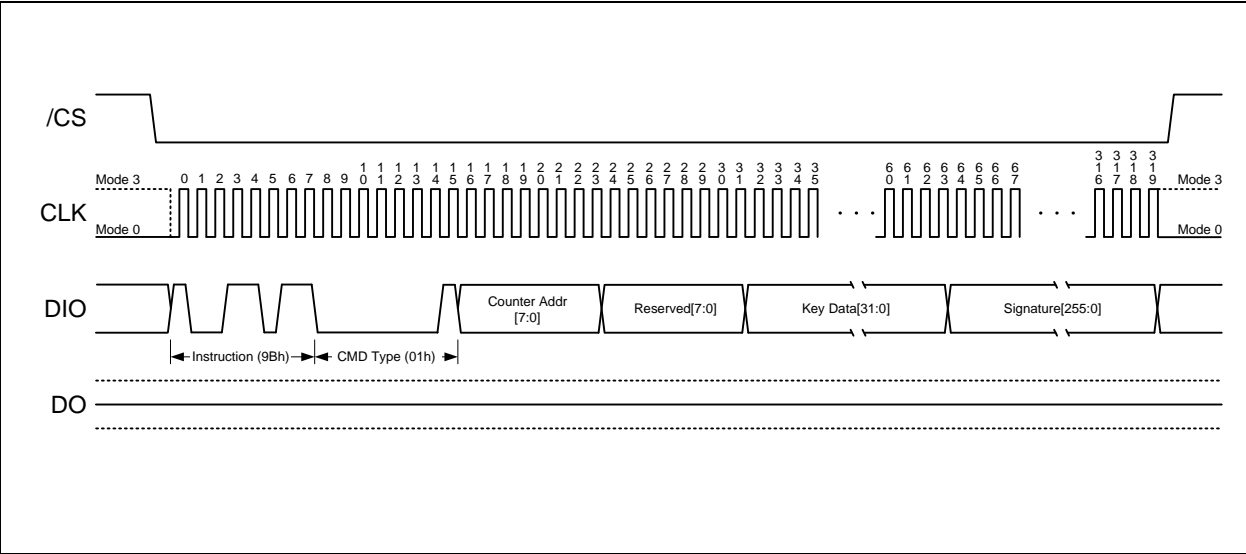 /CS
Mode 3
0 1 2 3 4 5 6 7 8 9 10 11 12 13 14 15 16 17 18 19 20 21 22 23 24 25 26 27 28 29 30 31 32 33 34 35 60 61 62 63 64 65 66 67 316 317 318 319
Mode 3
CLK
· · · · · ·
Mode 0
Mode 0
DIO
Counter Addr
[7:0]
Reserved[7:0]
Key Data[31:0]
Signature[255:0]
Instruction (9Bh)
CMD Type (01h)
DO